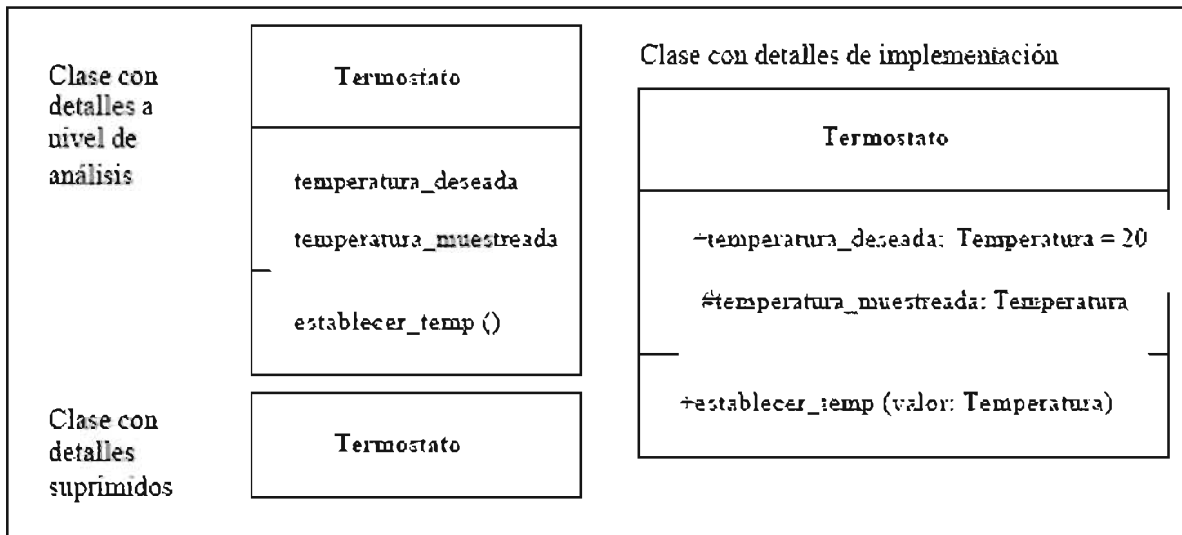 Clase con
detalles a
nivel de
análisis
Termostato
temperatura_deseada
temperatura_muestreada
establecer_temp ()
Clase con
detalles
suprimidos
Termostato
Clase con detalles de implementación
Termostato
+temperatura_deseada: Temperatura = 20
#temperatura_muestreada: Temperatura
+establecer_temp (valor: Temperatura)